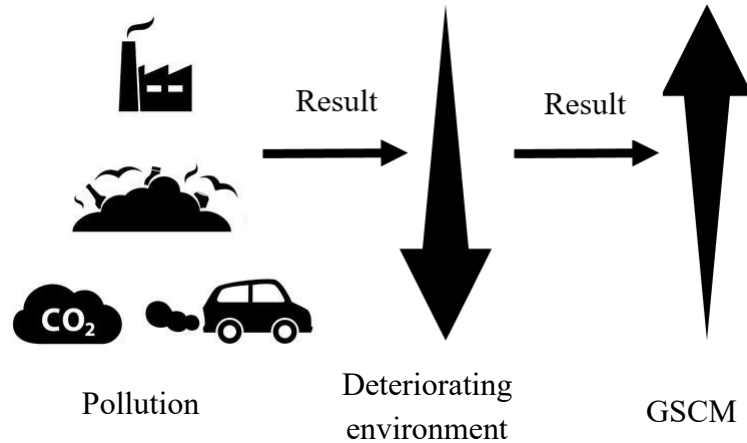 Result
Result
CO₂
Pollution
Deteriorating
environment
GSCM